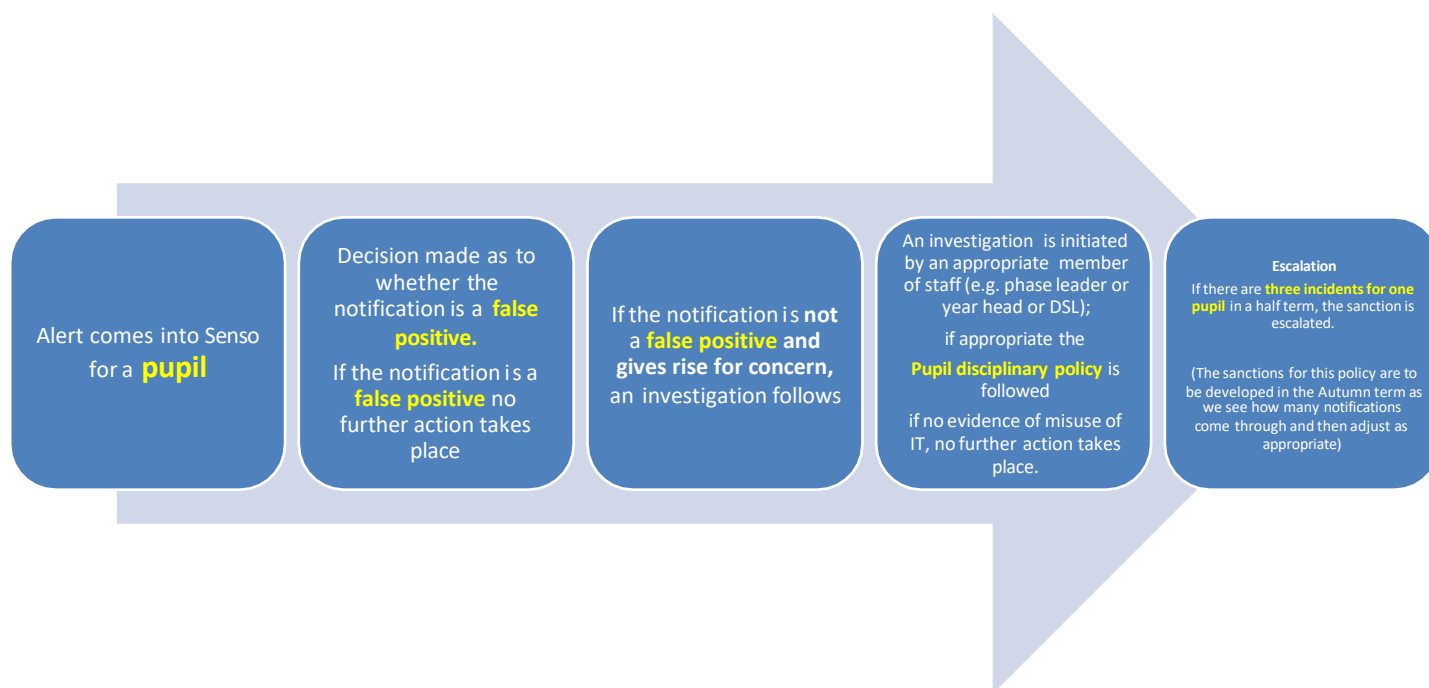 Alert comes into Senso
for a pupil
Decision made as to
whether the
notification is a false
positive.
If the notification is a
false positive no
further action takes
place
If the notification is not
a false positive and
gives rise for concern,
an investigation follows
An investigation is initiated
by an appropriate member
of staff (e.g. phase leader or
year head or DSL);
if appropriate the
Pupil disciplinary policy is
followed
if no evidence of misuse of
IT, no further action takes
place.
Escalation
If there are three incidents for one
pupil in a half term, the sanction is
escalated.
(The sanctions for this policy are to
be developed in the Autumn term as
we see how many notifications
come through and then adjust as
appropriate)